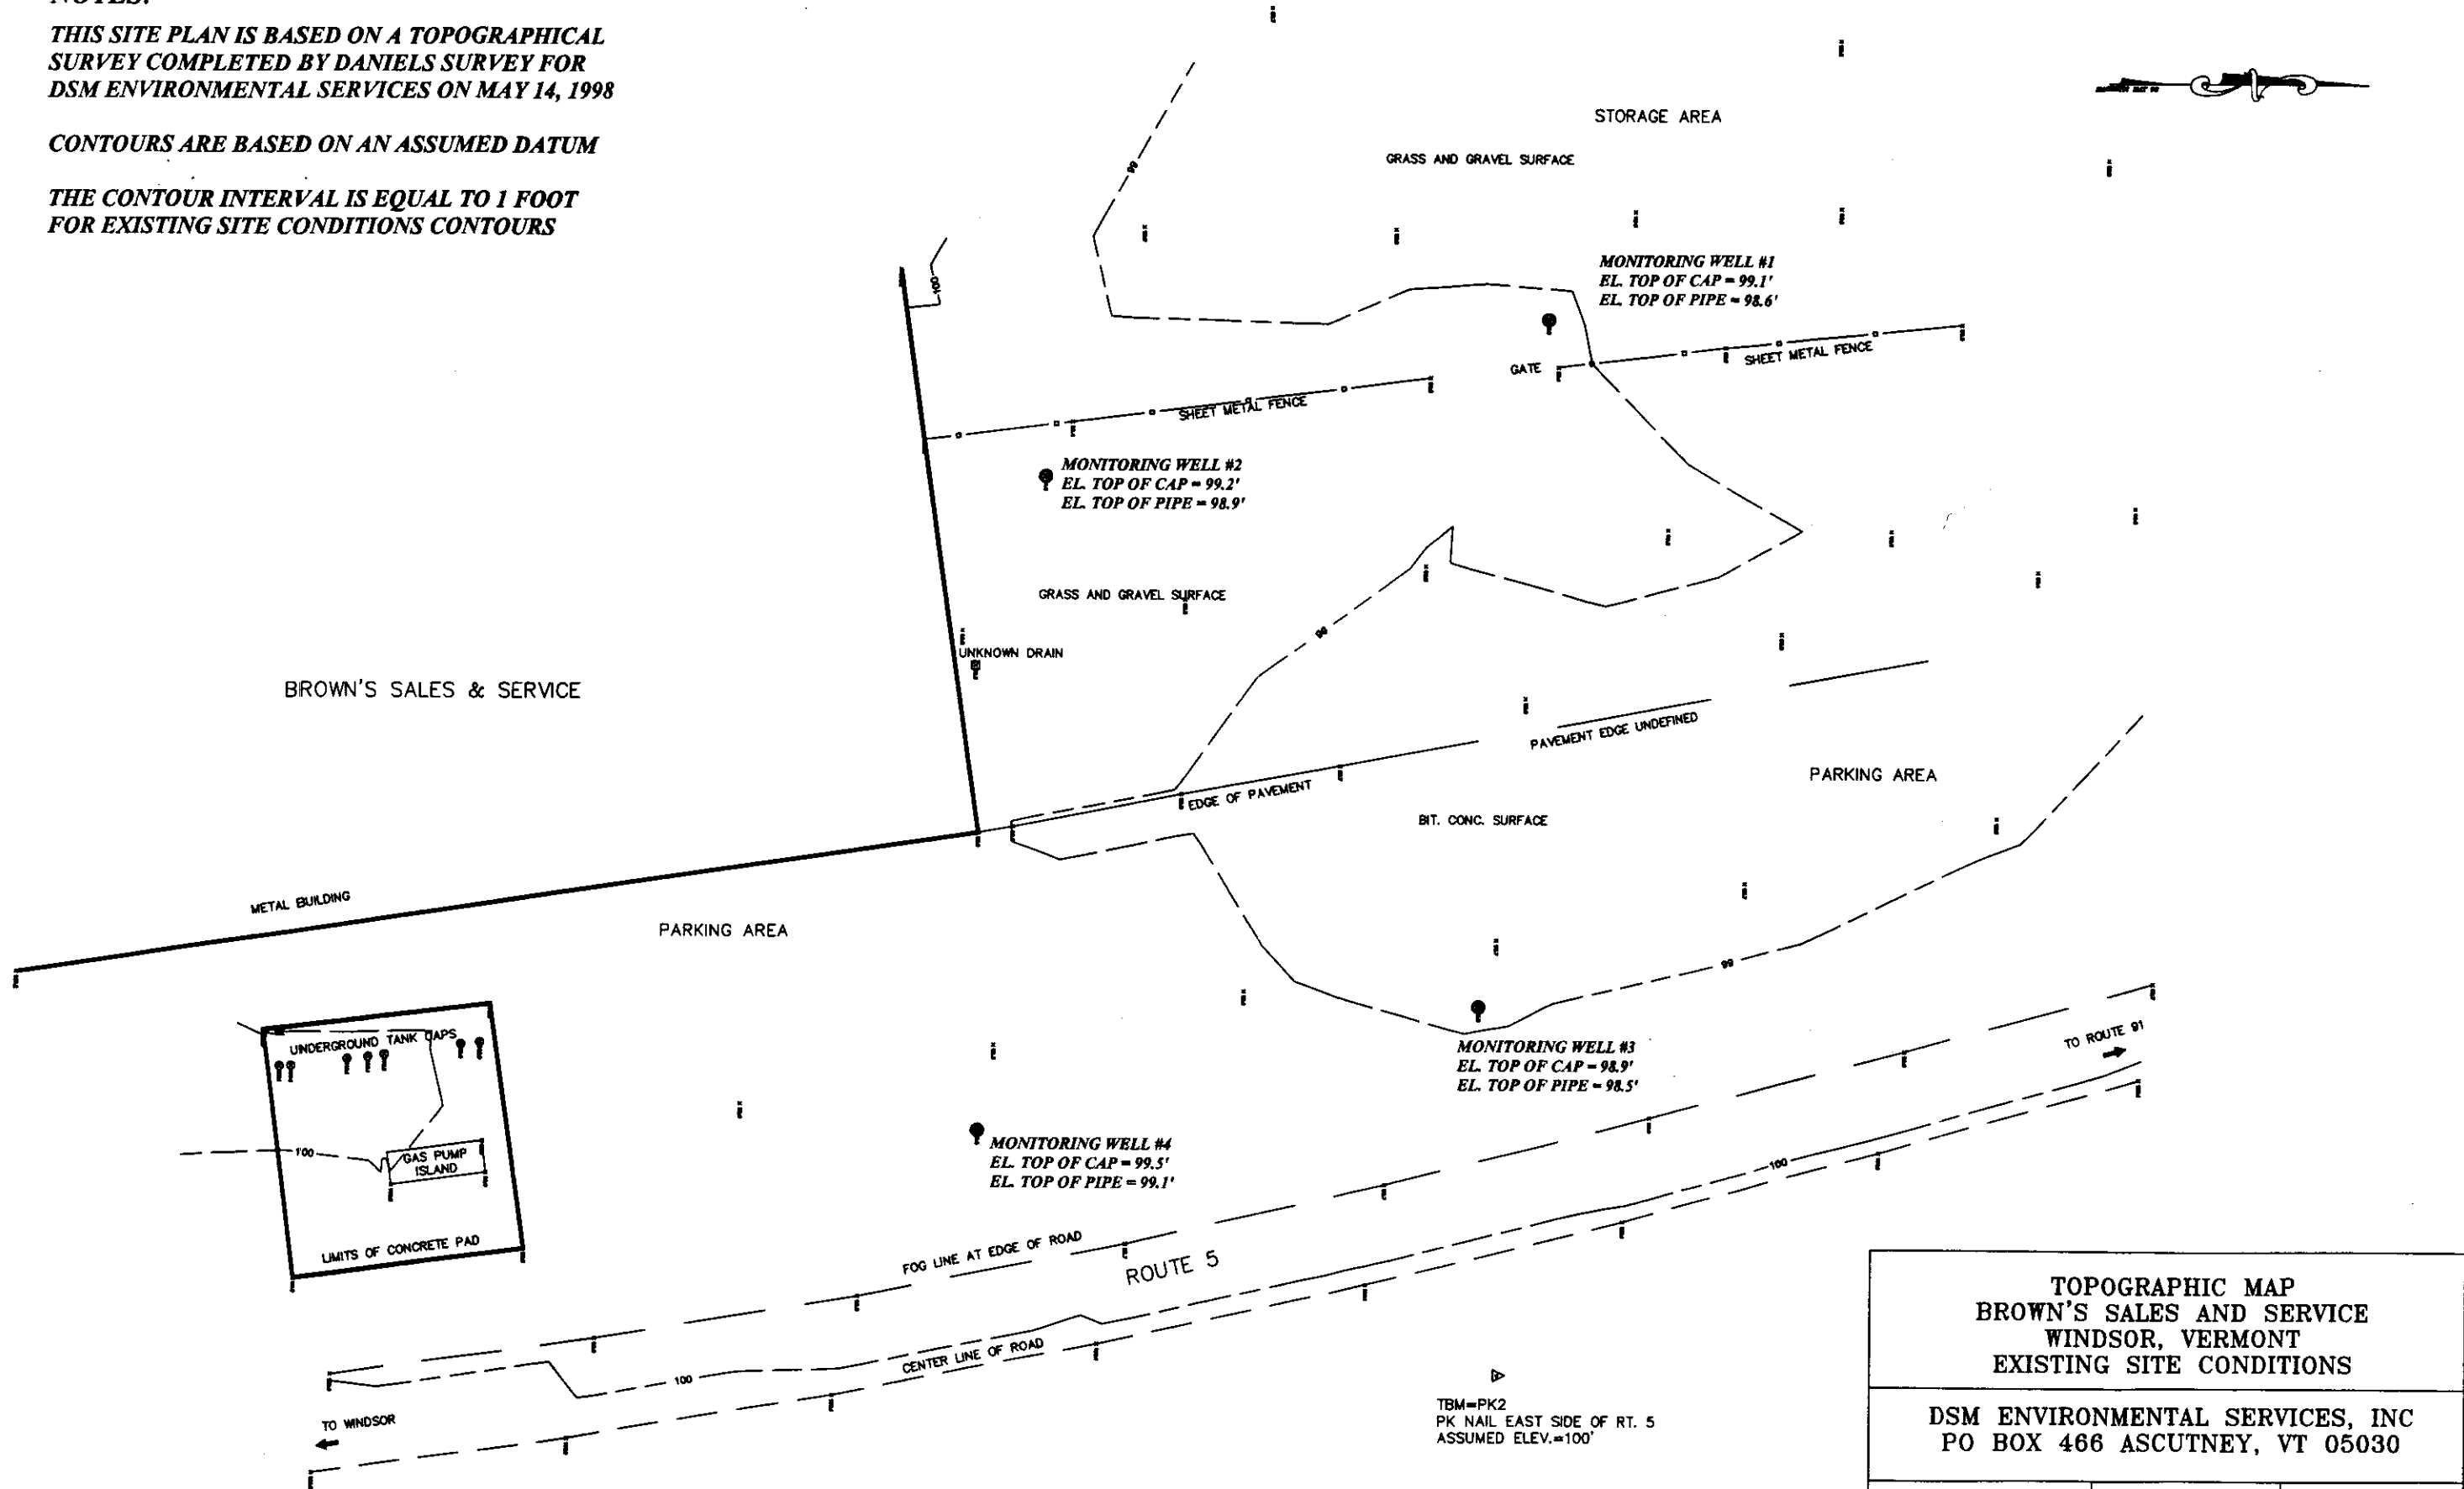 NOTES:
THIS SITE PLAN IS BASED ON A TOPOGRAPHICAL
SURVEY COMPLETED BY DANIELS SURVEY FOR
DSM ENVIRONMENTAL SERVICES ON MAY 14, 1998
CONTOURS ARE BASED ON AN ASSUMED DATUM
THE CONTOUR INTERVAL IS EQUAL TO 1 FOOT
FOR EXISTING SITE CONDITIONS CONTOURS
STORAGE AREA
GRASS AND GRAVEL SURFACE
99
100
MONITORING WELL #1
EL. TOP OF CAP = 99.1'
EL. TOP OF PIPE = 98.6'
GATE
SHEET METAL FENCE
SHEET METAL FENCE
MONITORING WELL #2
EL. TOP OF CAP = 99.2'
EL. TOP OF PIPE = 98.9'
GRASS AND GRAVEL SURFACE
UNKNOWN DRAIN
BROWN'S SALES & SERVICE
PAVEMENT EDGE UNDEFINED
PARKING AREA
EDGE OF PAVEMENT
BIT. CONC. SURFACE
METAL BUILDING
PARKING AREA
99
UNDERGROUND TANK CAPS
MONITORING WELL #3
EL. TOP OF CAP = 98.9'
EL. TOP OF PIPE = 98.5'
TO ROUTE 91
MONITORING WELL #4
EL. TOP OF CAP = 99.5'
EL. TOP OF PIPE = 99.1'
100
GAS PUMP
ISLAND
100
LIMITS OF CONCRETE PAD
FOG LINE AT EDGE OF ROAD
ROUTE 5
CENTER LINE OF ROAD
100
TO WINDSOR
TBM=PK2
PK NAIL EAST SIDE OF RT. 5
ASSUMED ELEV.=100'
TOPOGRAPHIC MAP
BROWN'S SALES AND SERVICE
WINDSOR, VERMONT
EXISTING SITE CONDITIONS
DSM ENVIRONMENTAL SERVICES, INC
PO BOX 466 ASCUTNEY, VT 05030